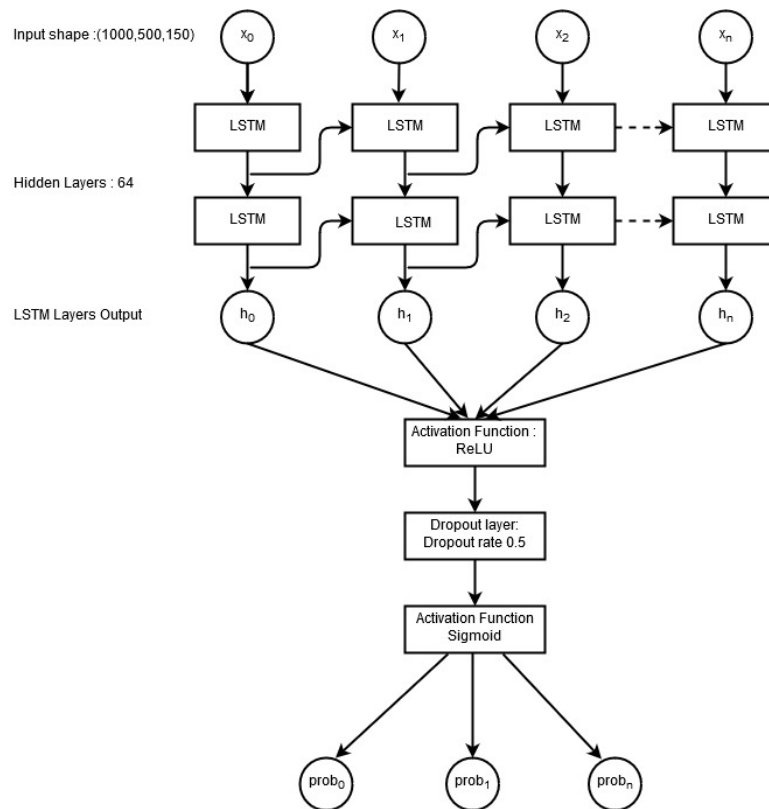 Input shape :(1000,500,150)
x0
x1
x2
xn
LSTM
LSTM
LSTM
LSTM
Hidden Layers : 64
LSTM
LSTM
LSTM
LSTM
LSTM Layers Output
h0
h1
h2
hn
Activation Function :
ReLU
Dropout layer:
Dropout rate 0.5
Activation Function
Sigmoid
prob0
prob1
probn